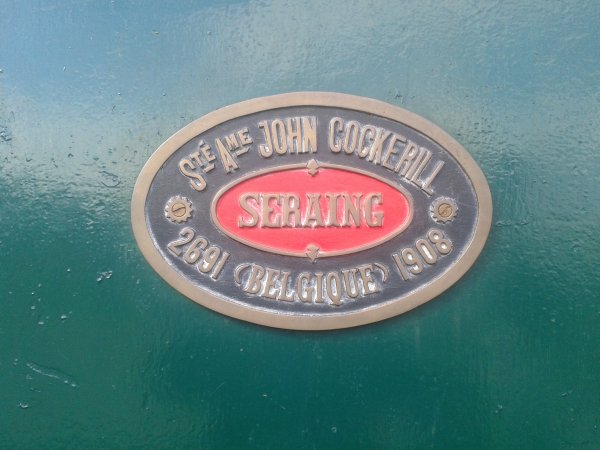 STÉ AME JOHN COCKERILL
SERAING
2691 (BELGIQUE) 1908